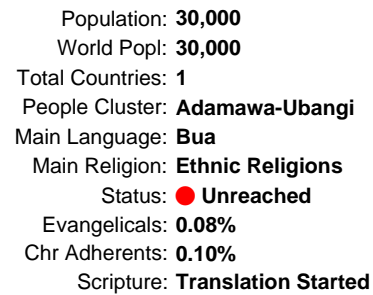 Population: 30,000
World Popl: 30,000
Total Countries: 1
People Cluster: Adamawa-Ubangi
Main Language: Bua
Main Religion: Ethnic Religions
Status: Unreached
Evangelicals: 0.08%
Chr Adherents: 0.10%
Scripture: Translation Started